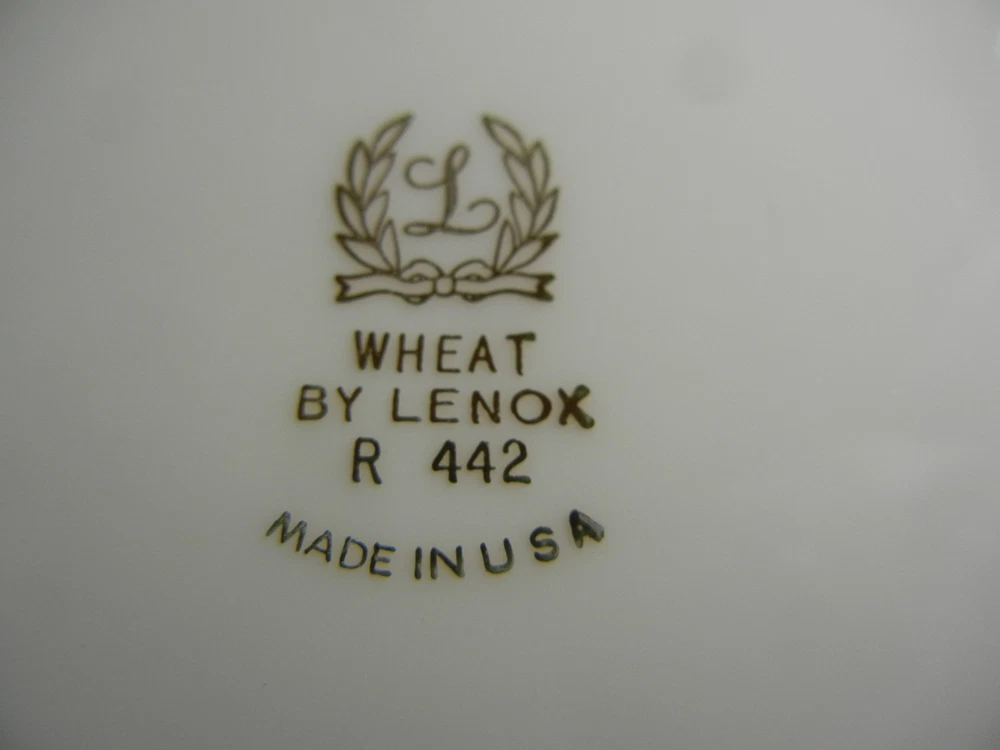 L
WHEAT
BY LENOX
R 442
MADE IN USA